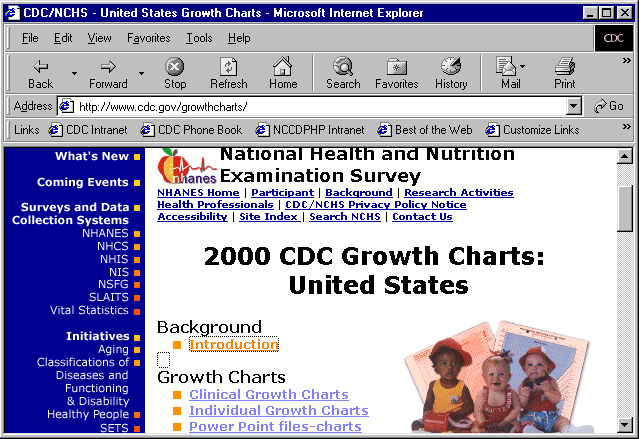 CDC/NCHS - United States Growth Charts - Microsoft Internet Explorer
File Edit View Favorites Tools Help
CDC
Back Forward Stop Refresh Home Search Favorites History Mail Print
Address http://www.cdc.gov/growthcharts/ Go
Links CDC Intranet CDC Phone Book NCCDPHP Intranet Best of the Web Customize Links
What's New
Coming Events
Surveys and Data
Collection Systems
NHANES
NHCS
NHIS
NIS
NSFG
SLAITS
Vital Statistics
Initiatives
Aging
Classifications of
Diseases and
Functioning
& Disability
Healthy People
SETS
nhanes
National Health and Nutrition
Examination Survey
NHANES Home | Participant | Background | Research Activities
Health Professionals | CDC/NCHS Privacy Policy Notice
Accessibility | Site Index | Search NCHS | Contact Us
2000 CDC Growth Charts:
United States
Background
Introduction
Growth Charts
Clinical Growth Charts
Individual Growth Charts
Power Point files-charts